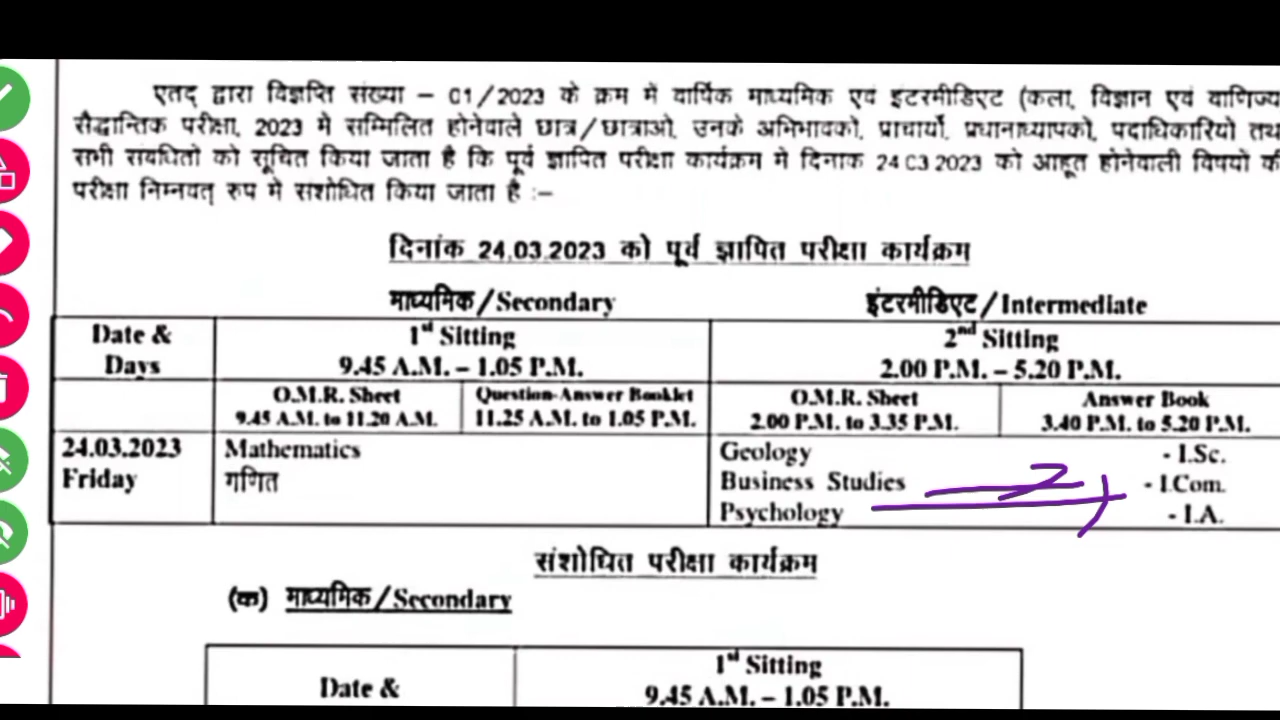 एतद् द्वारा विज्ञप्ति संख्या – 01/2023 के क्रम में वार्षिक माध्यमिक एवं इंटरमीडिएट (कला, विज्ञान एवं वाणिज्य
सैद्धान्तिक परीक्षा, 2023 में सम्मिलित होनेवाले छात्र/छात्राओं, उनके अभिभावकों, प्राचार्यों, प्रधानाध्यापकों, पदाधिकारियों
सभी संबंधितों को सूचित किया जाता है कि पूर्व ज्ञापित परीक्षा कार्यक्रम में दिनांक 24 03 2023 को आहूत होनेवाली विषयों की
परीक्षा निम्नवत् रुप में संशोधित किया जाता है :–
दिनांक 24.03.2023 को पूर्व ज्ञापित परीक्षा कार्यक्रम
माध्यमिक/Secondary इंटरमीडिएट/Intermediate
Date & 1st Sitting 2nd Sitting
Days 9.45 A.M. – 1.05 P.M. 2.00 P.M. – 5.20 P.M.
O.M.R. Sheet Question-Answer Booklet O.M.R. Sheet Answer Book
9.45 A.M. to 11.20 A.M. 11.25 A.M. to 1.05 P.M. 2.00 P.M. to 3.35 P.M. 3.40 P.M. to 5.20 P.M.
24.03.2023 Mathematics Geology - I.Sc.
Friday गणित Business Studies - I.Com.
Psychology - I.A.
संशोधित परीक्षा कार्यक्रम
(क) माध्यमिक/Secondary
1st Sitting
Date & 9.45 A.M. – 1.05 P.M.